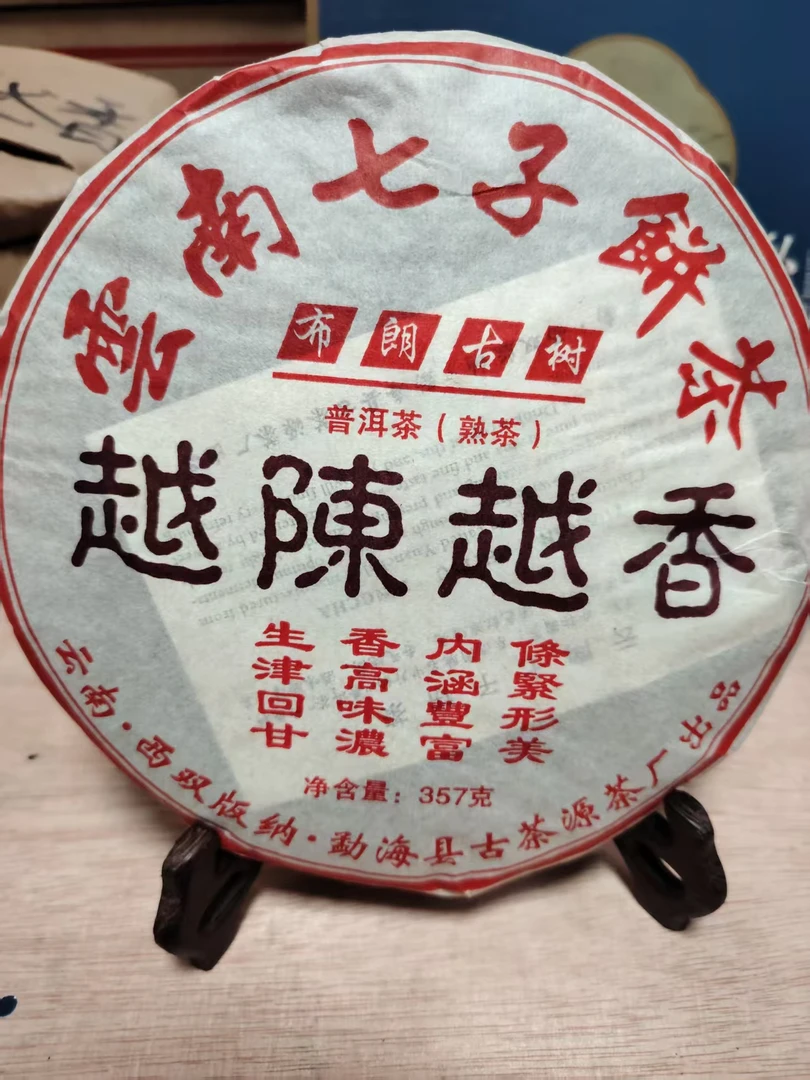 雲南七子餅茶
布朗古树
普洱茶（熟茶）
越陳越香
條緊形美
内涵豐富
香高味濃
生津回甘
净含量：357克
云南·西双版纳·勐海县古茶源茶厂出品